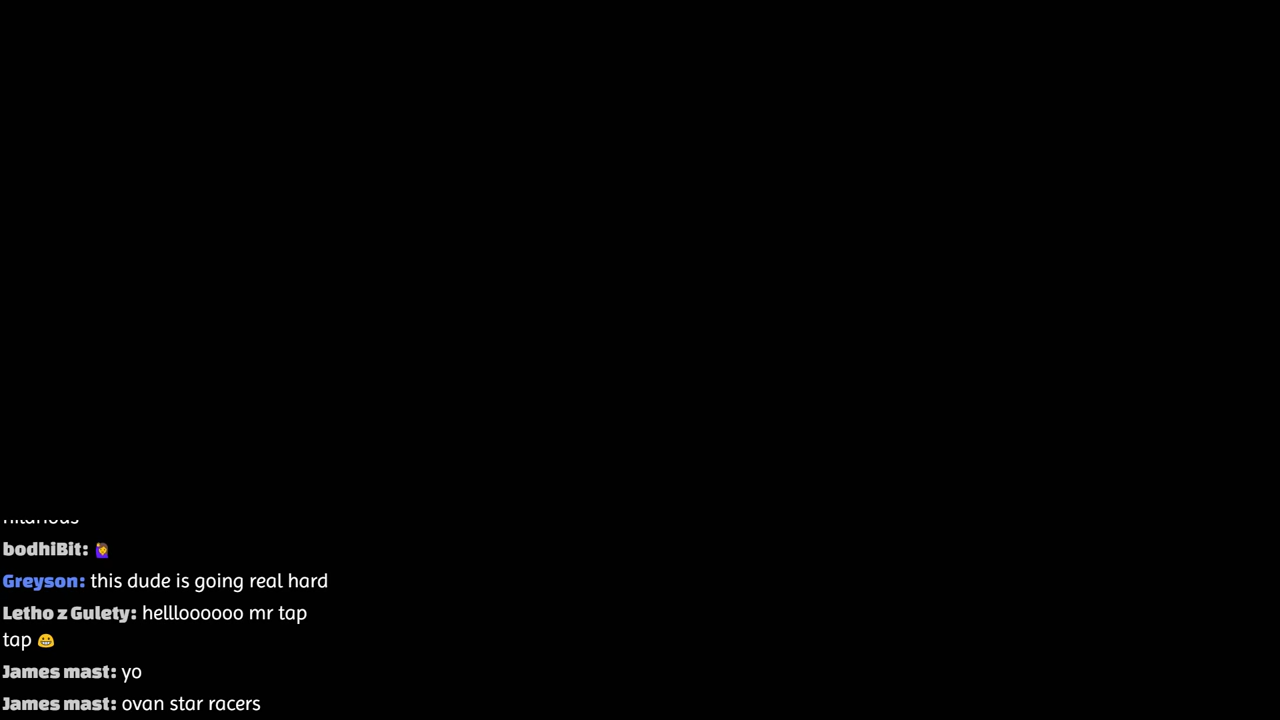 hilarious
bodhiBit: 🙋‍♀️
Greyson: this dude is going real hard
Letho z Gulety: hellloooooo mr tap
tap 😀
James mast: yo
James mast: ovan star racers